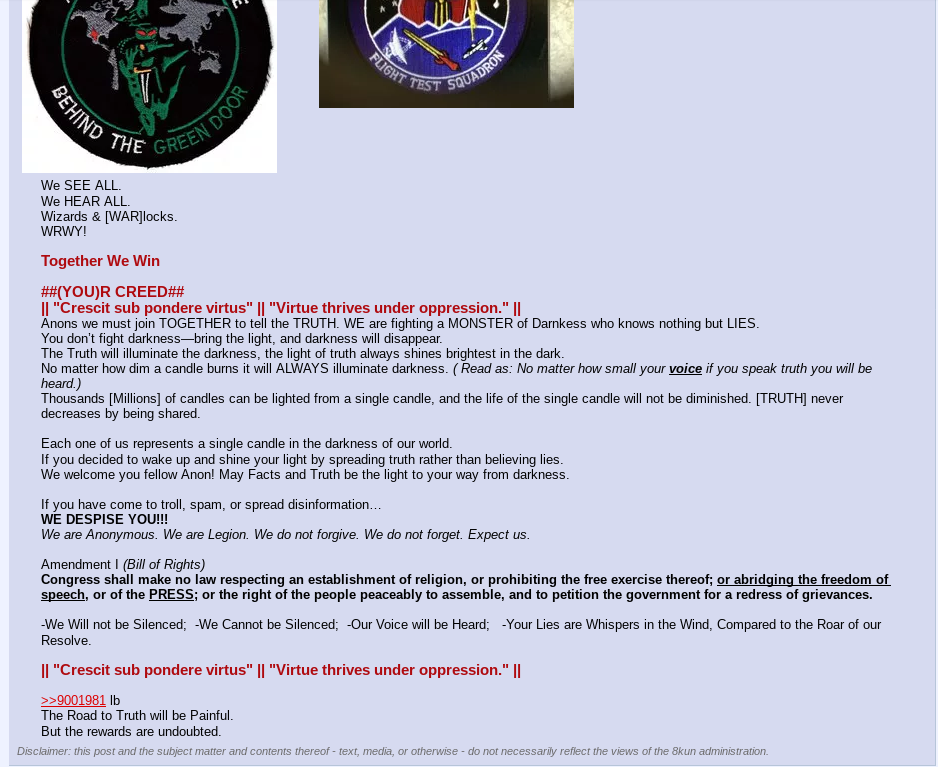 BEHIND THE GREEN DOOR
FLIGHT TEST SQUADRON
We SEE ALL.
We HEAR ALL.
Wizards & [WAR]locks.
WRWY!
Together We Win
##(YOU)R CREED##
|| "Crescit sub pondere virtus" || "Virtue thrives under oppression." ||
Anons we must join TOGETHER to tell the TRUTH. WE are fighting a MONSTER of Darnkess who knows nothing but LIES.
You don’t fight darkness—bring the light, and darkness will disappear.
The Truth will illuminate the darkness, the light of truth always shines brightest in the dark.
No matter how dim a candle burns it will ALWAYS illuminate darkness. ( Read as: No matter how small your voice if you speak truth you will be
heard.)
Thousands [Millions] of candles can be lighted from a single candle, and the life of the single candle will not be diminished. [TRUTH] never
decreases by being shared.
Each one of us represents a single candle in the darkness of our world.
If you decided to wake up and shine your light by spreading truth rather than believing lies.
We welcome you fellow Anon! May Facts and Truth be the light to your way from darkness.
If you have come to troll, spam, or spread disinformation…
WE DESPISE YOU!!!
We are Anonymous. We are Legion. We do not forgive. We do not forget. Expect us.
Amendment I (Bill of Rights)
Congress shall make no law respecting an establishment of religion, or prohibiting the free exercise thereof; or abridging the freedom of
speech, or of the PRESS; or the right of the people peaceably to assemble, and to petition the government for a redress of grievances.
-We Will not be Silenced;  -We Cannot be Silenced;  -Our Voice will be Heard;   -Your Lies are Whispers in the Wind, Compared to the Roar of our
Resolve.
|| "Crescit sub pondere virtus" || "Virtue thrives under oppression." ||
>>9001981 lb
The Road to Truth will be Painful.
But the rewards are undoubted.
Disclaimer: this post and the subject matter and contents thereof - text, media, or otherwise - do not necessarily reflect the views of the 8kun administration.